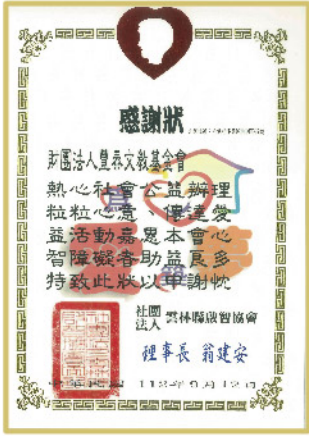 感謝狀
財團法人豐泰文教基金會
熱心社會公益辦理
粒粒心意、傳達愛
益活動嘉惠本會心
智障礙者助益良多
特致此狀以申謝忱
社團法人 雲林縣啟智協會
理事長 翁建安